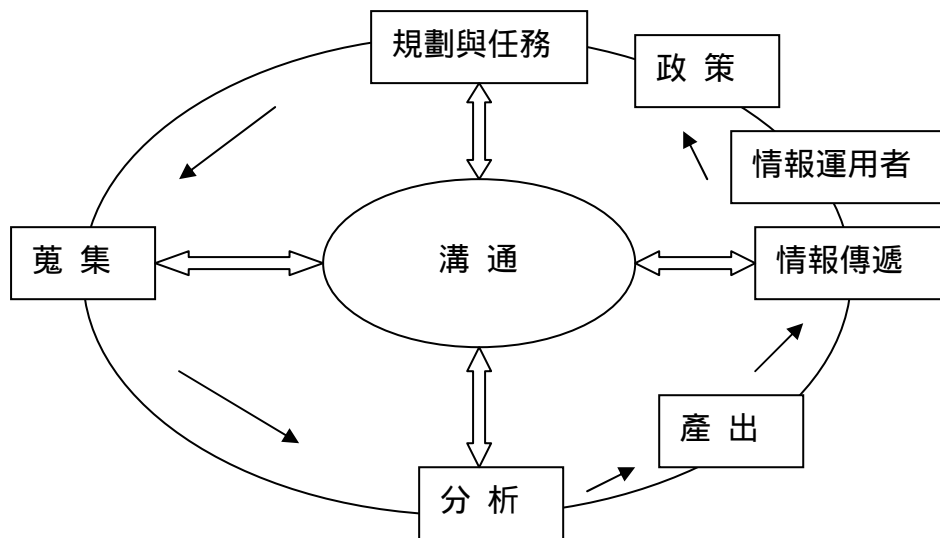 規劃與任務
政 策
情報運用者
蒐 集
溝 通
情報傳遞
產 出
分 析